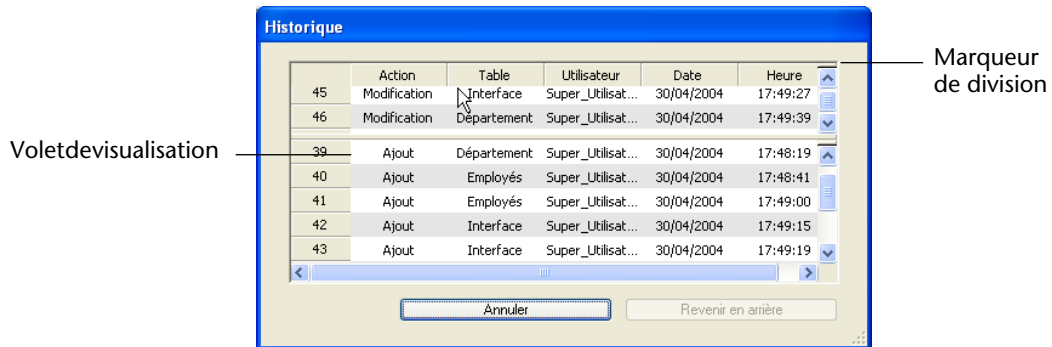 Historique
Marqueur
de division
Action Table Utilisateur Date Heure
45 Modification Interface Super_Utilisat... 30/04/2004 17:49:27
46 Modification Département Super_Utilisat... 30/04/2004 17:49:39
Voletdevisualisation
39 Ajout Département Super_Utilisat... 30/04/2004 17:48:19
40 Ajout Employés Super_Utilisat... 30/04/2004 17:48:41
41 Ajout Employés Super_Utilisat... 30/04/2004 17:49:00
42 Ajout Interface Super_Utilisat... 30/04/2004 17:49:15
43 Ajout Interface Super_Utilisat... 30/04/2004 17:49:19
Annuler Revenir en arrière